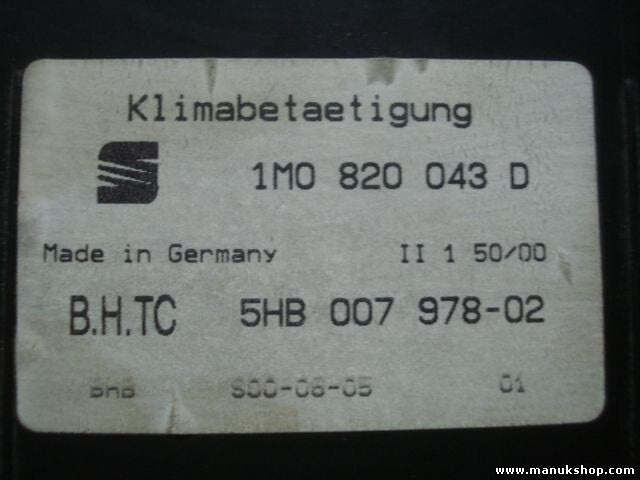 Klimabetaetigung
1M0 820 043 D
Made in Germany II 1 50/00
B.H.TC 5HB 007 978-02
5HB S00-08-05 01
www.manukshop.com